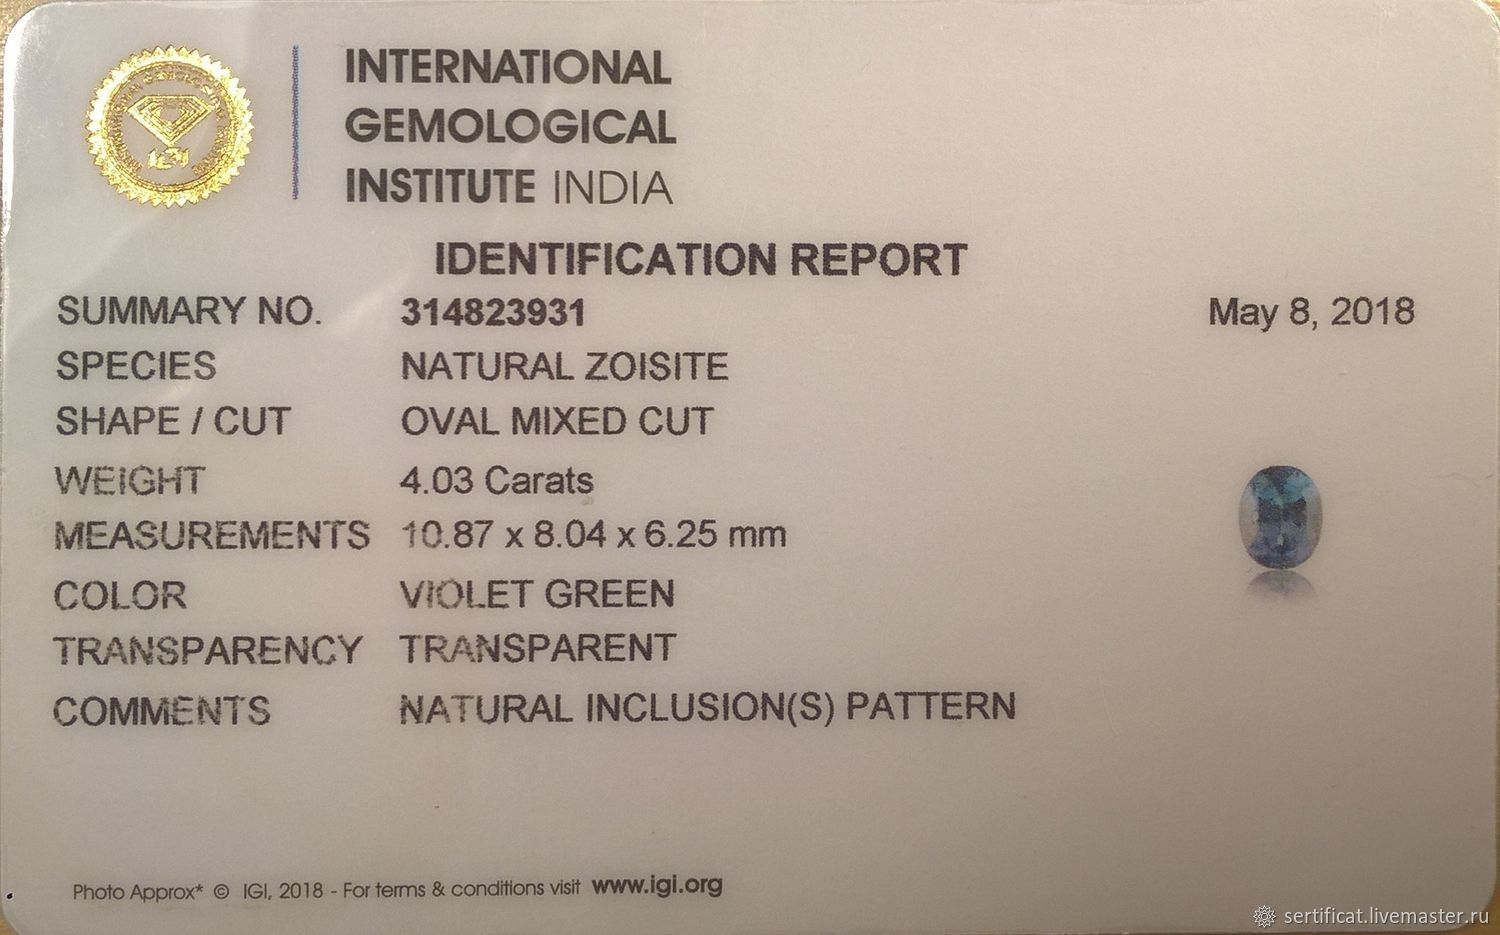 INTERNATIONAL
GEMOLOGICAL
INSTITUTE INDIA
IGI
IDENTIFICATION REPORT
SUMMARY NO. 314823931 May 8, 2018
SPECIES NATURAL ZOISITE
SHAPE / CUT OVAL MIXED CUT
WEIGHT 4.03 Carats
MEASUREMENTS 10.87 x 8.04 x 6.25 mm
COLOR VIOLET GREEN
TRANSPARENCY TRANSPARENT
COMMENTS NATURAL INCLUSION(S) PATTERN
Photo Approx* © IGI, 2018 - For terms & conditions visit www.igi.org
sertificat.livemaster.ru